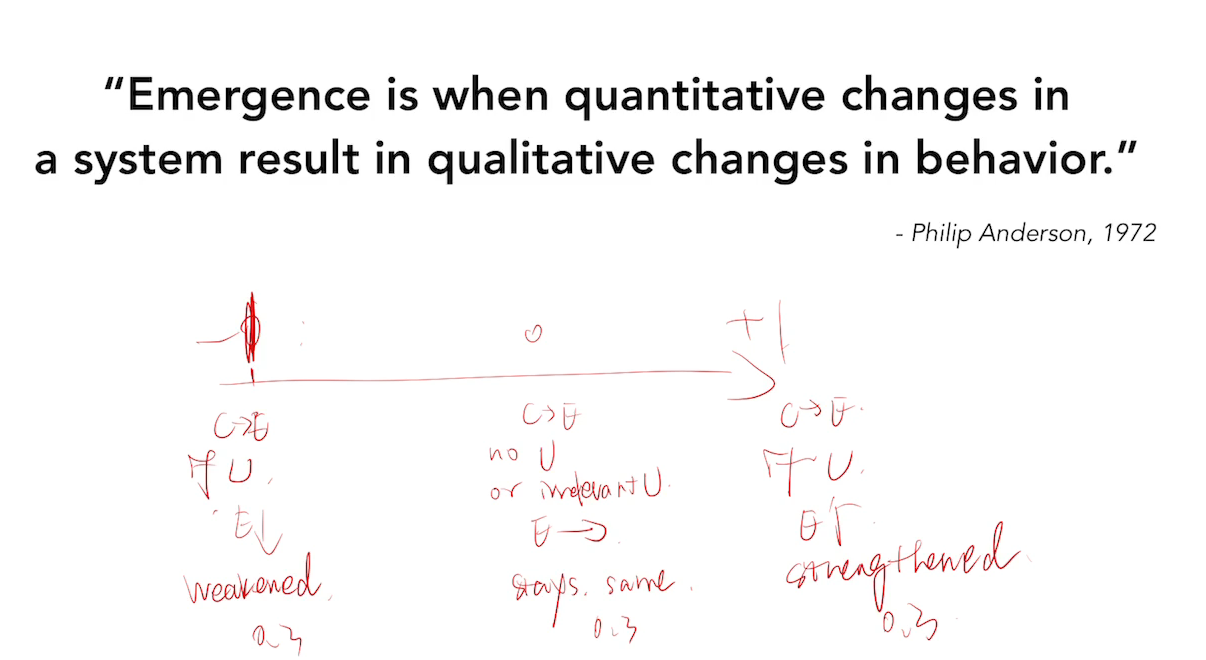 “Emergence is when quantitative changes in
a system result in qualitative changes in behavior.”
- Philip Anderson, 1972
0 +1
C→E C→E C→E.
U. no U U.
or irrelevant U.
E↓ E→. E↑.
weakened. stays. same. strengthened.
0.3 0.3 0.3